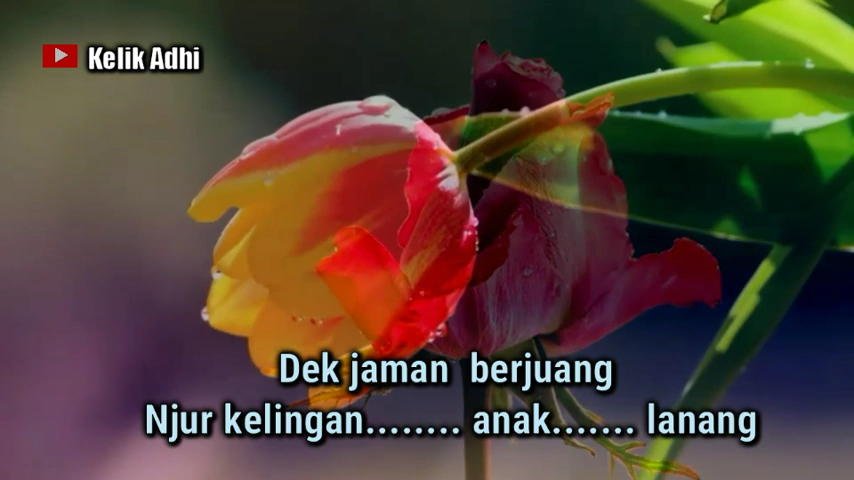 Kelik Adhi
Dek jaman berjuang
Njur kelingan........ anak....... lanang